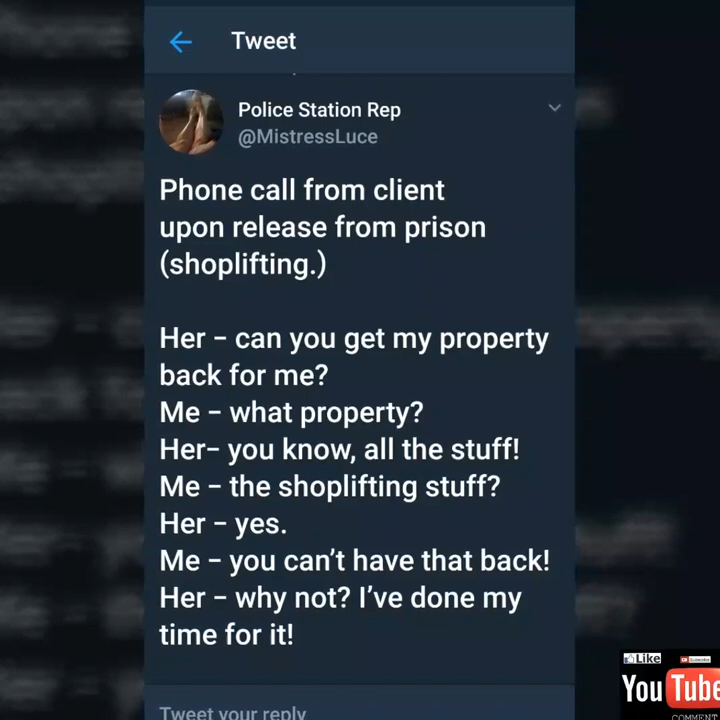 Tweet
Police Station Rep
@MistressLuce
Phone call from client
upon release from prison
(shoplifting.)
Her – can you get my property
back for me?
Me – what property?
Her– you know, all the stuff!
Me – the shoplifting stuff?
Her – yes.
Me – you can't have that back!
Her – why not? I've done my
time for it!
Tweet your reply
Like
Subscribe
YouTube
COMMENT